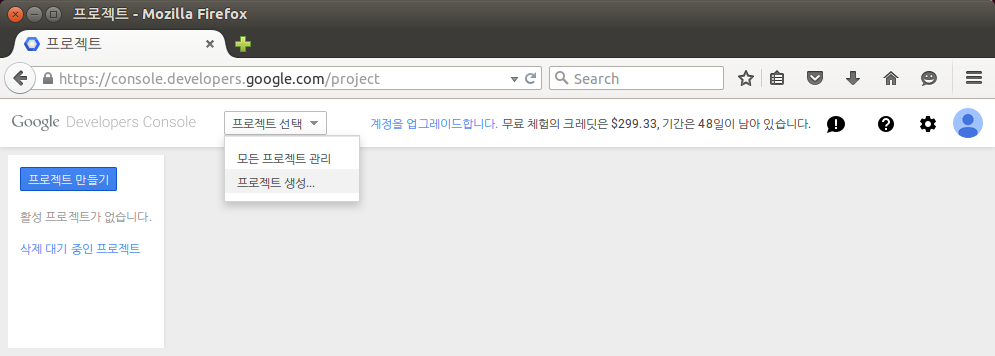 프로젝트 - Mozilla Firefox
프로젝트
https://console.developers.google.com/project
Search
Google Developers Console
프로젝트 선택
계정을 업그레이드합니다. 무료 체험의 크레딧은 $299.33, 기간은 48일이 남아 있습니다.
모든 프로젝트 관리
프로젝트 생성...
프로젝트 만들기
활성 프로젝트가 없습니다.
삭제 대기 중인 프로젝트